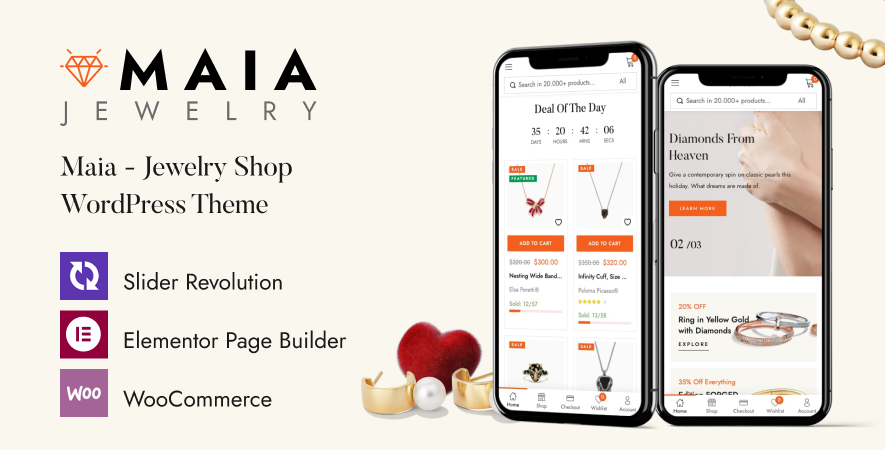 MAIA
JEWELRY
Maia - Jewelry Shop
WordPress Theme
Slider Revolution
Elementor Page Builder
WOO
WooCommerce
Search in 20.000+ products...
All
Deal Of The Day
35 : 20 : 42 : 06
DAYS HOURS MINS SECS
SALE
FEATURED
SALE
ADD TO CART
ADD TO CART
$320.00 $300.00
$350.00 $320.00
Nesting Wide Band...
Infinity Cuff, Size ...
Elsa Peretti®
Paloma Picasso®
Sold: 12/57
Sold: 13/58
SALE
SALE
Home
Shop
Checkout
Wishlist
Account
Search in 20.000+ products...
All
Diamonds From
Heaven
Give a contemporary spin on classic pearls this
holiday. What dreams are made of.
LEARN MORE
02 /03
20% OFF
Ring in Yellow Gold
with Diamonds
EXPLORE
35% Off Everything
Home
Shop
Checkout
Wishlist
Account